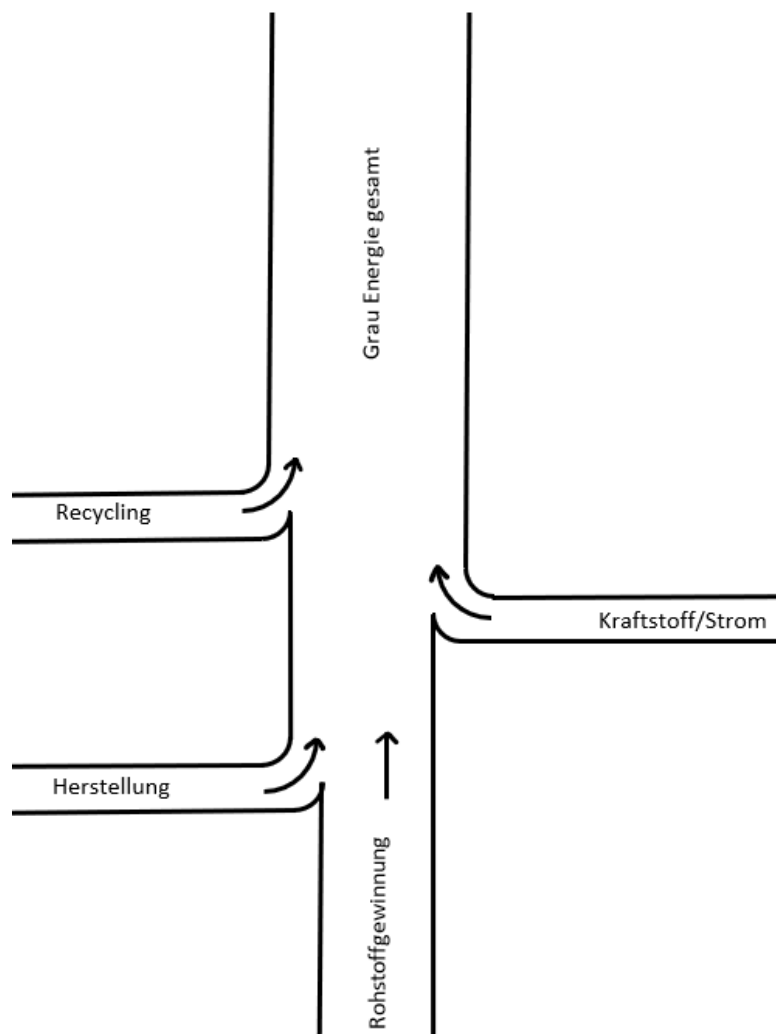 Grau Energie gesamt
Recycling
Kraftstoff/Strom
Herstellung
Rohstoffgewinnung